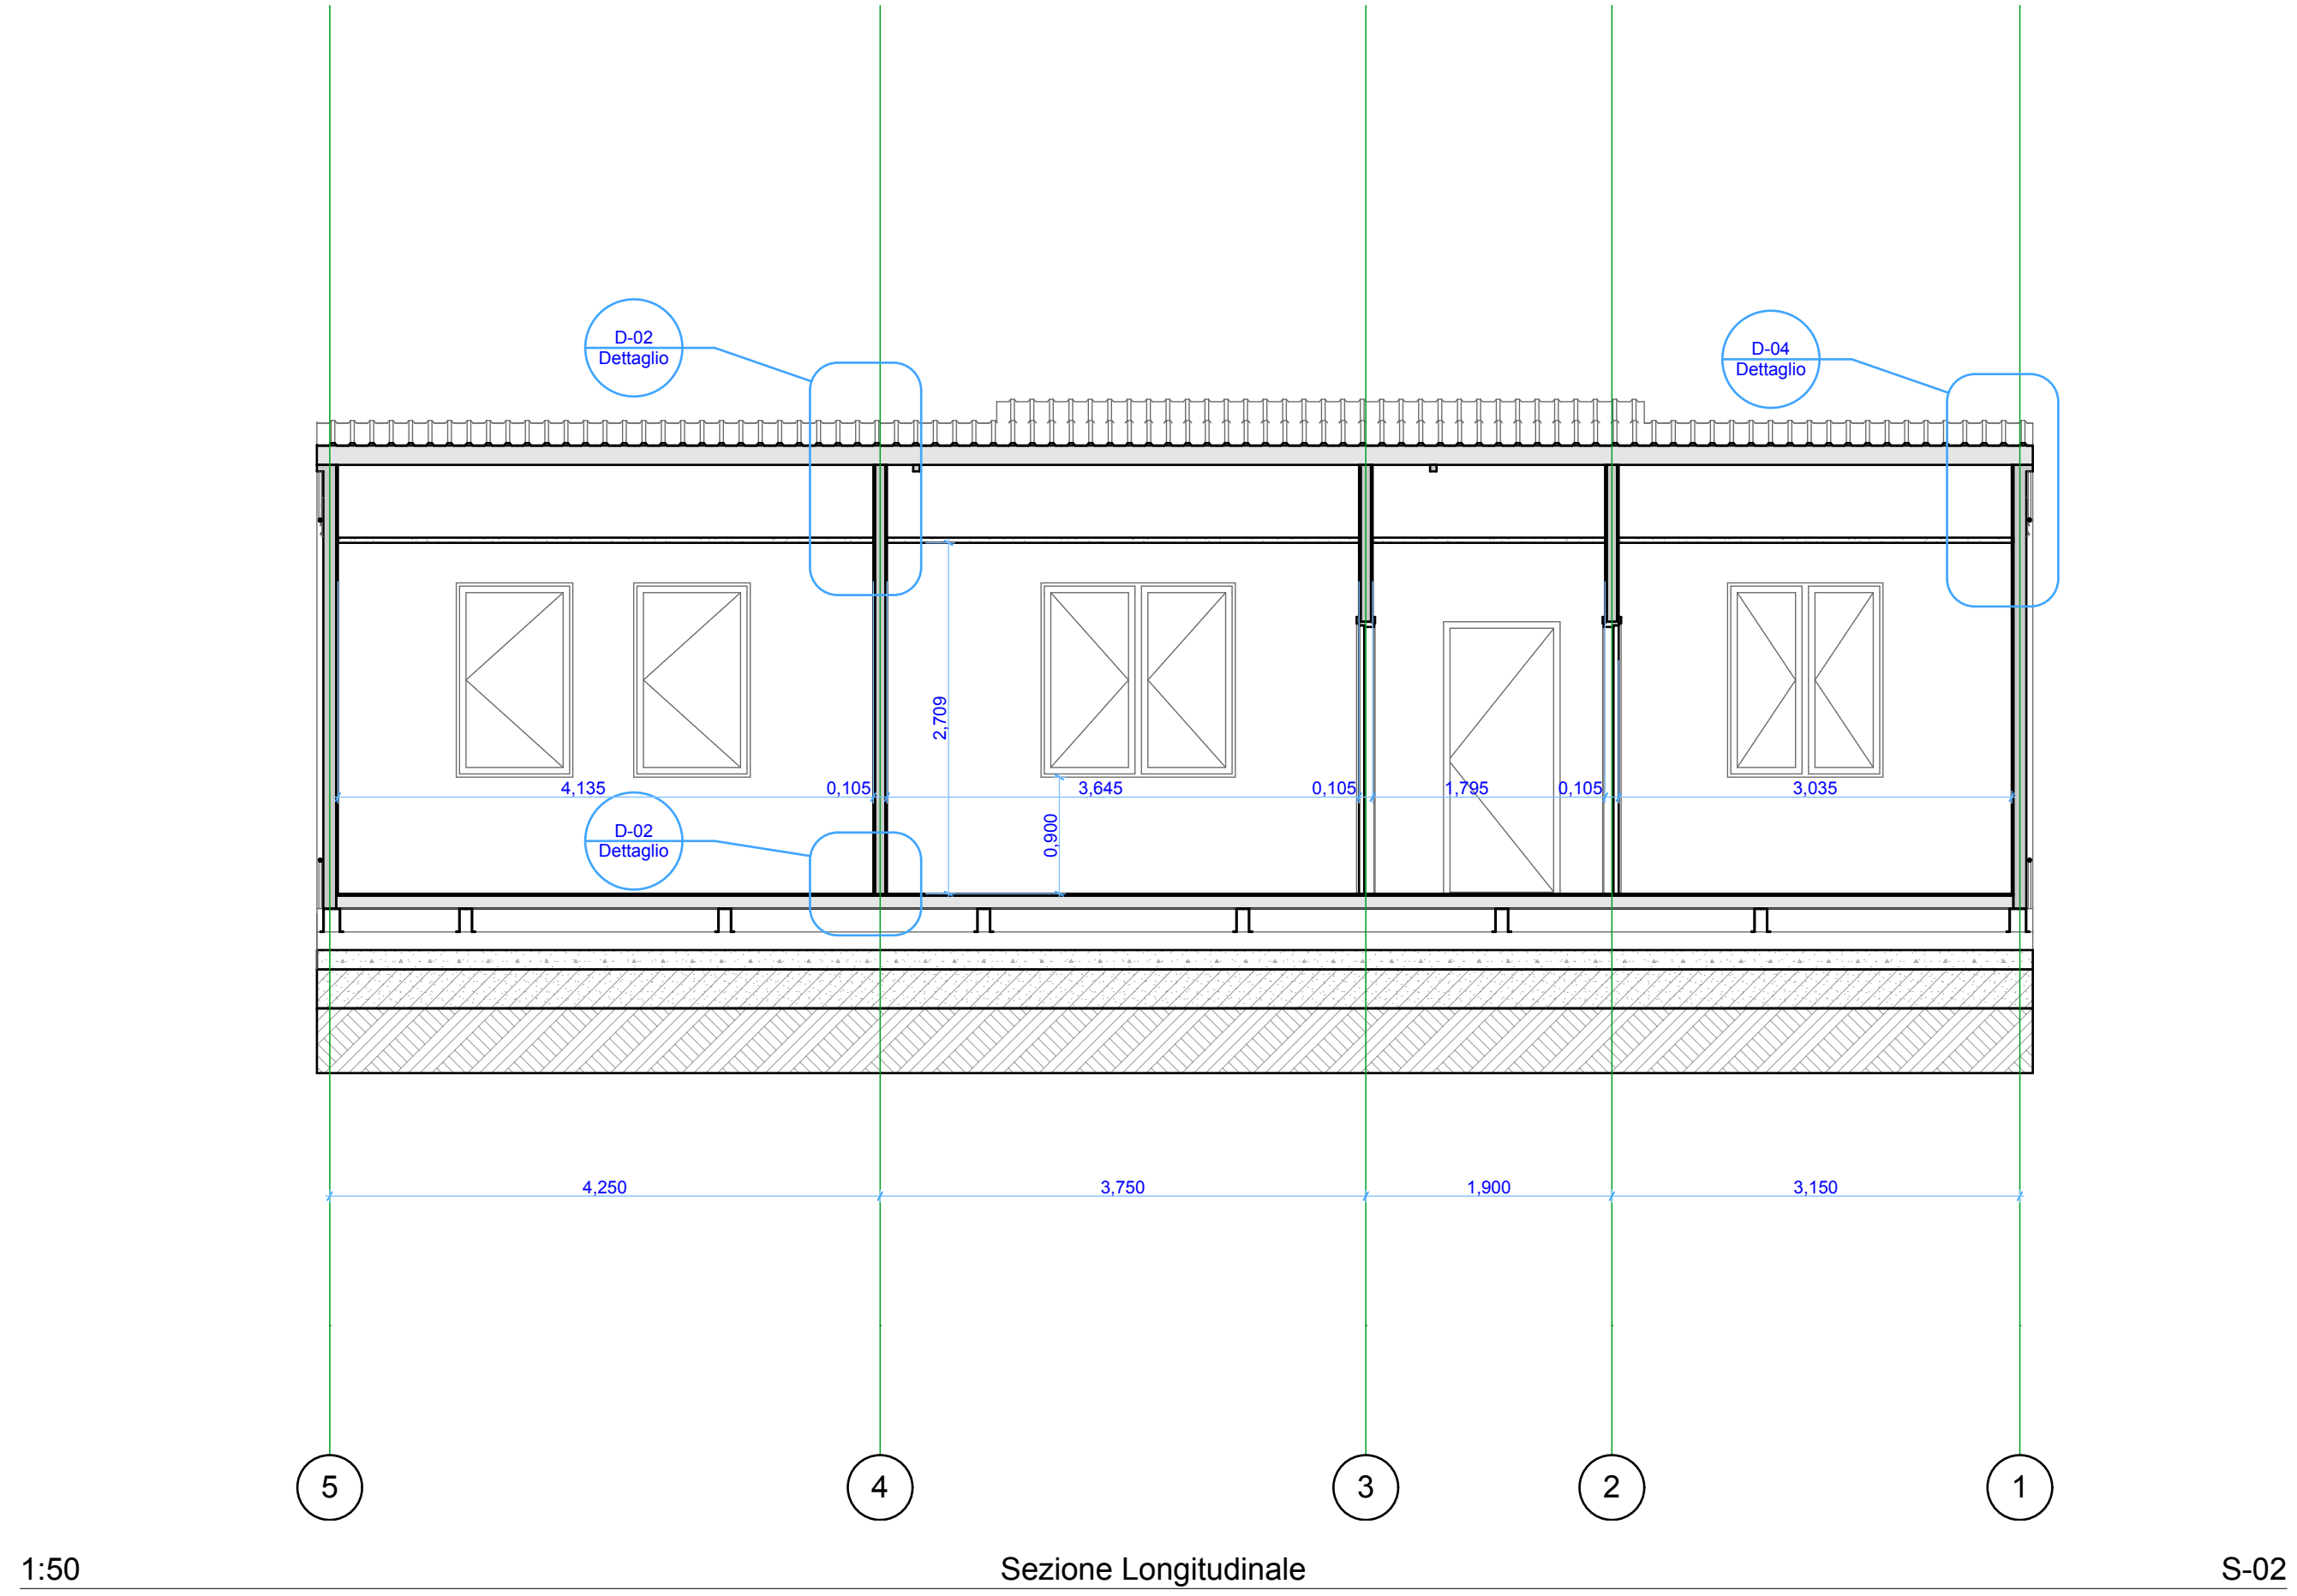 D-02
Dettaglio
D-04
Dettaglio
2,709
4,135
0,105
3,645
0,105
1,795
0,105
3,035
0,900
D-02
Dettaglio
4,250
3,750
1,900
3,150
5
4
3
2
1
1:50
Sezione Longitudinale
S-02